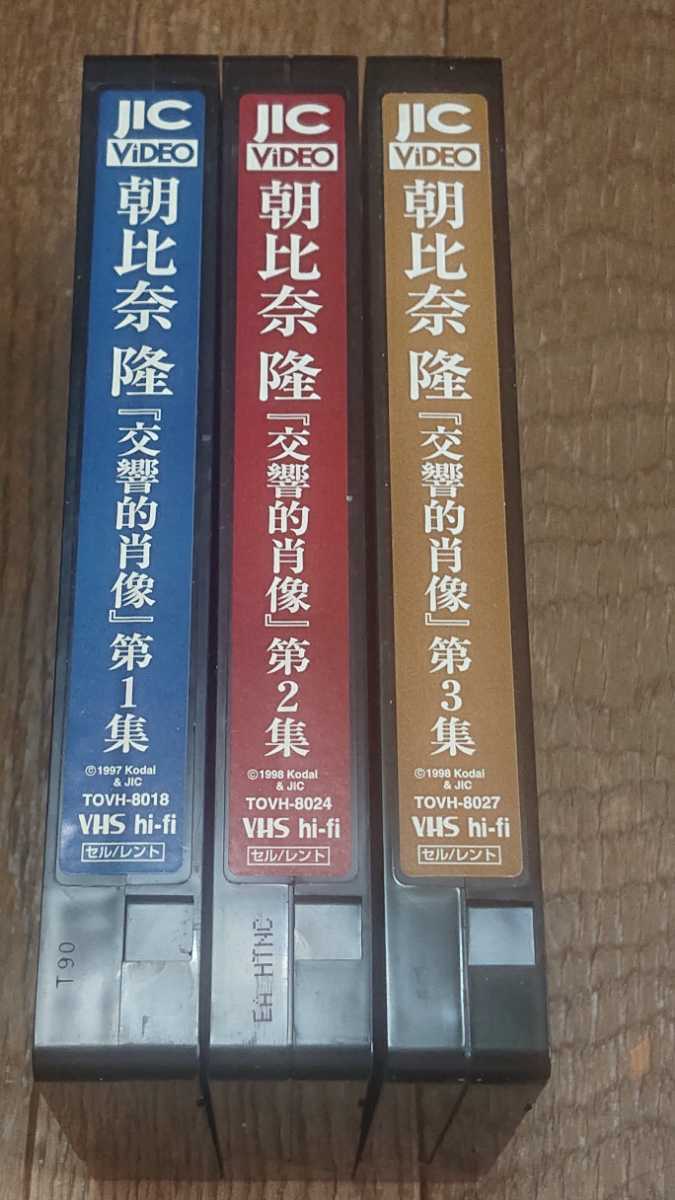 JIC
ViDEO
朝比奈 隆『交響的肖像』第1集
©1997 Kodai
& JIC
TOVH-8018
VHS hi-fi
セル/レント
T90
JIC
ViDEO
朝比奈 隆『交響的肖像』第2集
©1998 Kodai
& JIC
TOVH-8024
VHS hi-fi
セル/レント
JIC
ViDEO
朝比奈 隆『交響的肖像』第3集
©1998 Kodai
& JIC
TOVH-8027
VHS hi-fi
セル/レント